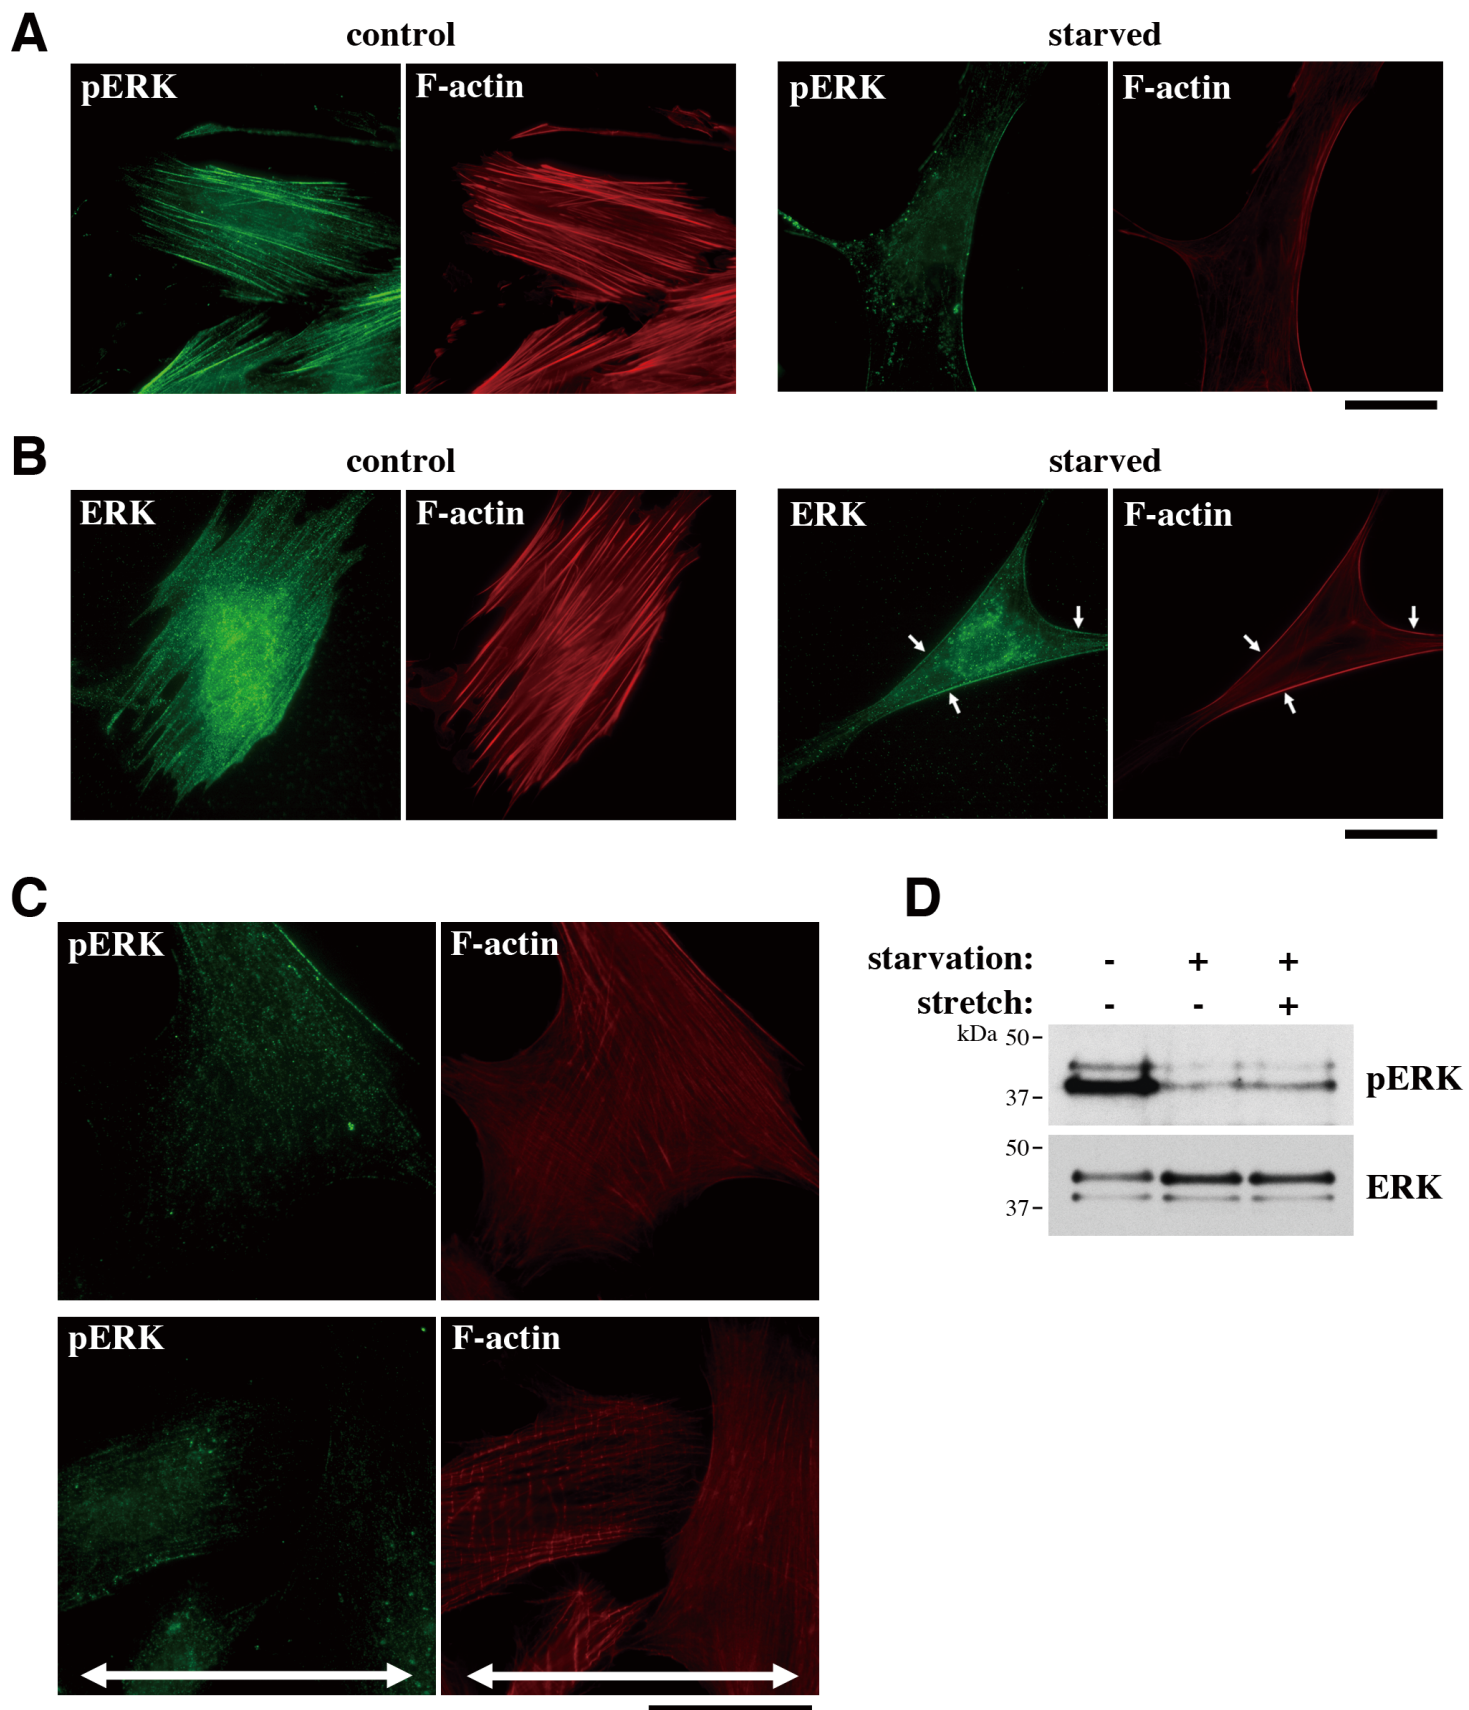 A
control
starved
pERK
F-actin
pERK
F-actin
B
control
starved
ERK
F-actin
ERK
F-actin
C
D
pERK
F-actin
starvation: - + +
stretch: - - +
kDa 50
37
pERK
50
37
ERK
pERK
F-actin